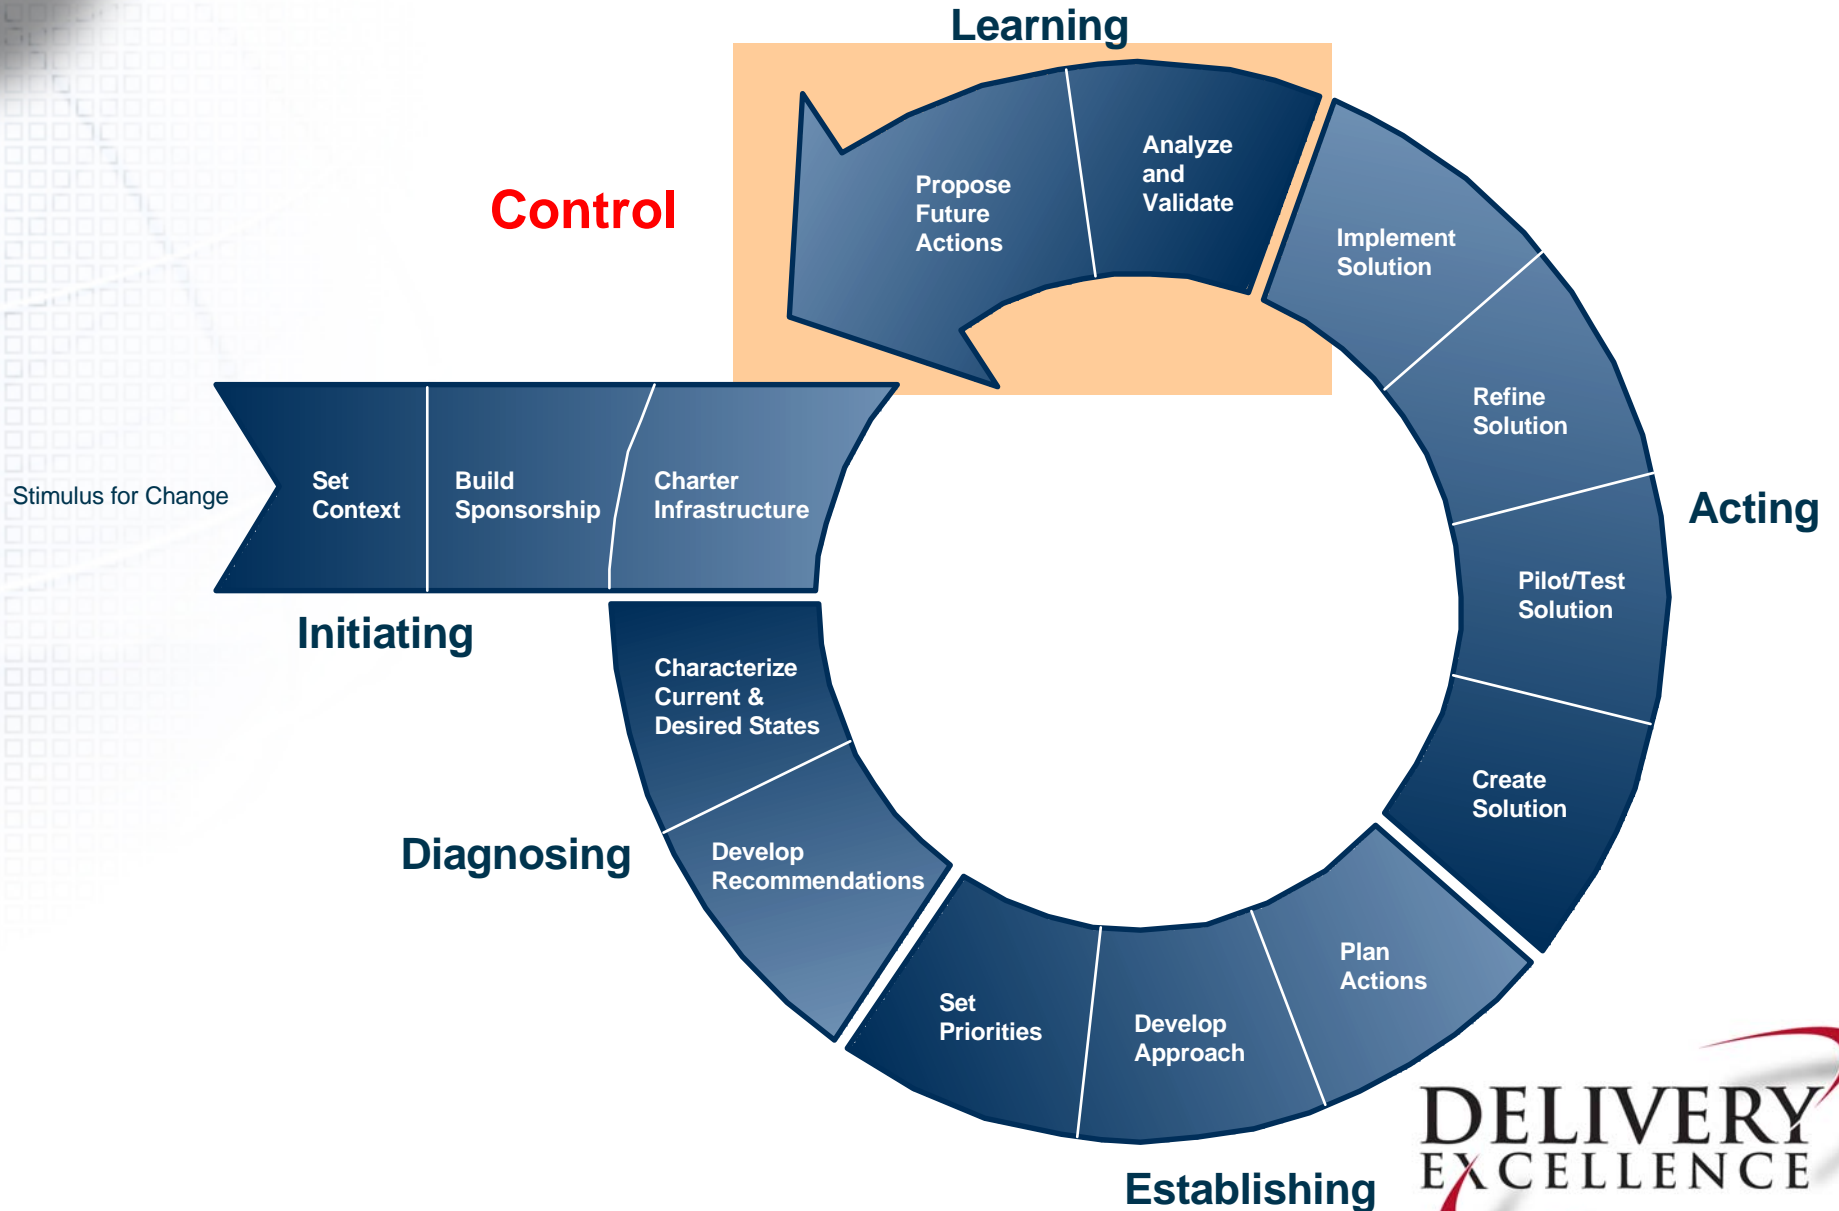 Learning
Control
Propose
Future
Actions
Analyze
and
Validate
Implement
Solution
Refine
Solution
Acting
Pilot/Test
Solution
Create
Solution
Stimulus for Change
Set
Context
Build
Sponsorship
Charter
Infrastructure
Initiating
Characterize
Current &
Desired States
Diagnosing
Develop
Recommendations
Set
Priorities
Develop
Approach
Plan
Actions
Establishing
DELIVERY
EXCELLENCE